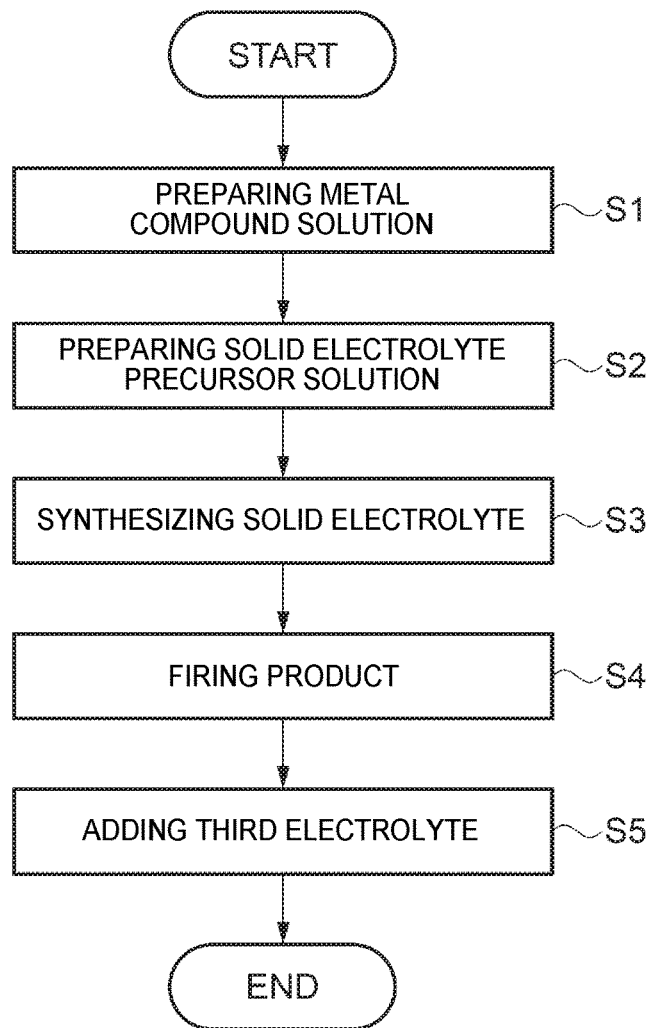 START
PREPARING METAL
COMPOUND SOLUTION
S1
PREPARING SOLID ELECTROLYTE
PRECURSOR SOLUTION
S2
SYNTHESIZING SOLID ELECTROLYTE
S3
FIRING PRODUCT
S4
ADDING THIRD ELECTROLYTE
S5
END